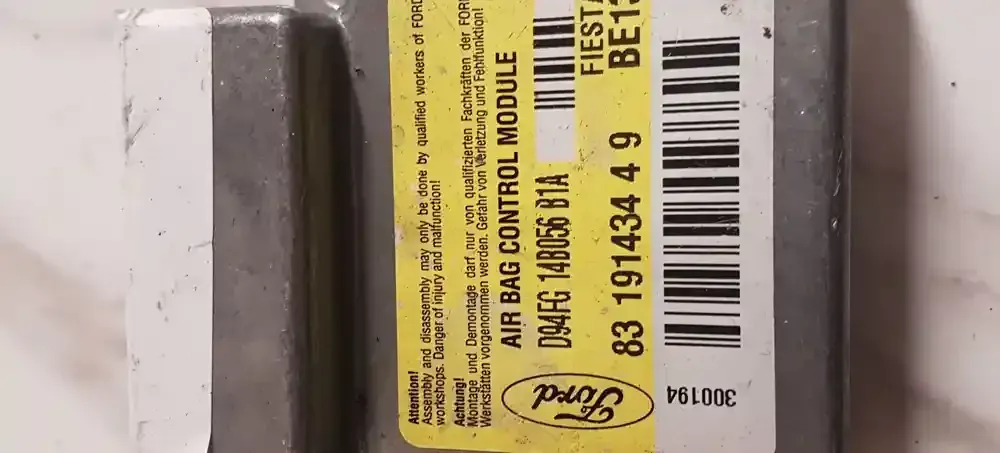 Attention!
Assembly and disassembly may only be done by qualified workers of FORD
workshops. Danger of injury and malfunction!
Achtung!
Montage und Demontage darf nur von qualifizierten Fachkräften der FORD
Werkstätten vorgenommen werden. Gefahr von Verletzung und Fehlfunktion!
AIR BAG CONTROL MODULE
D94FG 14B056 B1A
FIESTA
83 191434 4 9
BE13
Ford
300194